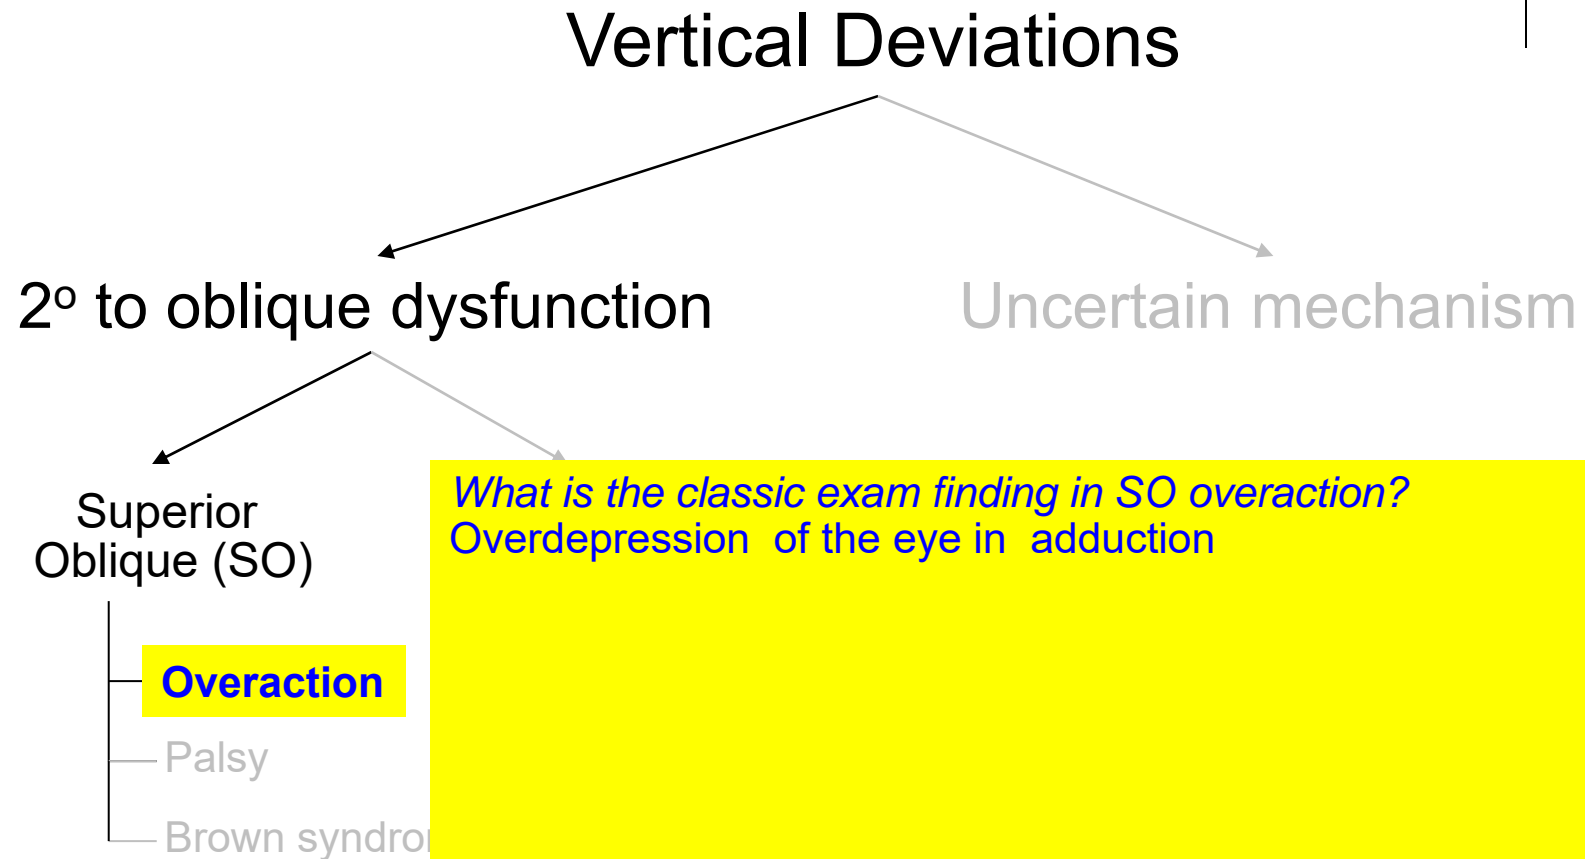 Vertical Deviations
2º to oblique dysfunction
Uncertain mechanism
Superior
Oblique (SO)
What is the classic exam finding in SO overaction?
Overdepression of the eye in adduction
Overaction
Palsy
Brown